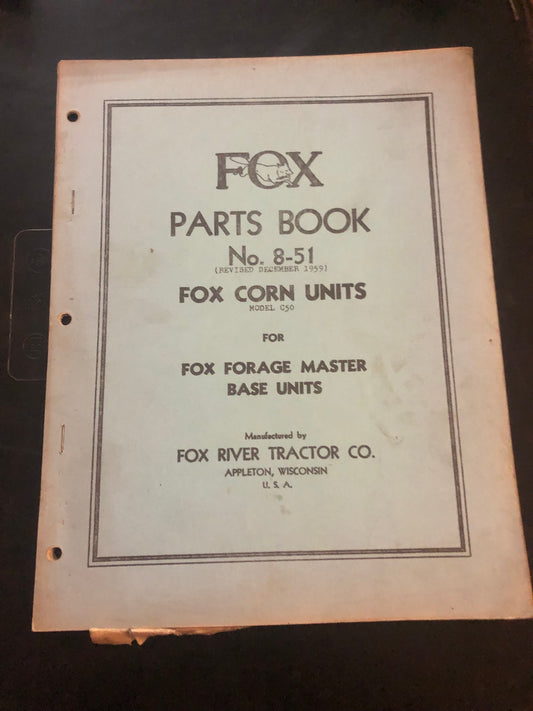 FOX
PARTS BOOK
No. 8-51
(REVISED DECEMBER 1959)
FOX CORN UNITS
MODEL C50
FOR
FOX FORAGE MASTER
BASE UNITS
Manufactured by
FOX RIVER TRACTOR CO.
APPLETON, WISCONSIN
U. S. A.